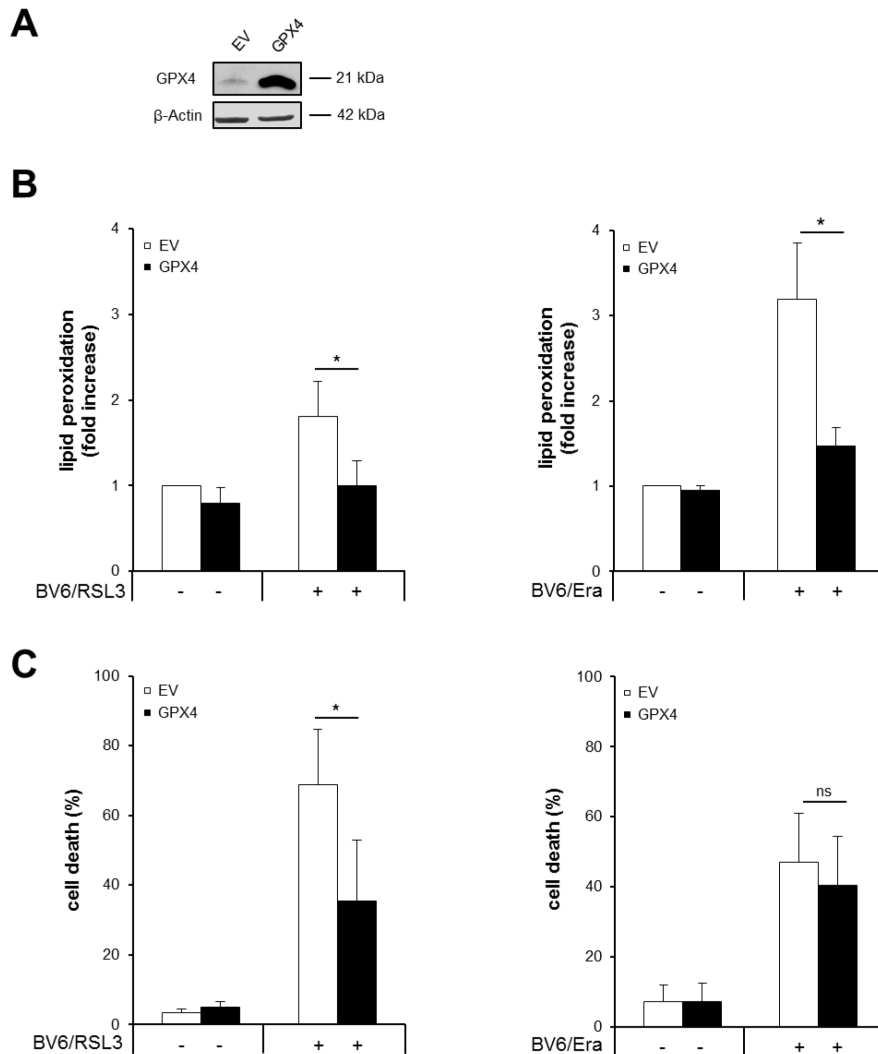 A
EV GPX4
GPX4 21 kDa
β-Actin 42 kDa
B
4
3
2
1
0
lipid peroxidation
(fold increase)
EV
GPX4
*
BV6/RSL3 - - + +
4
3
2
1
0
lipid peroxidation
(fold increase)
EV
GPX4
*
BV6/Era - - + +
C
100
80
60
40
20
0
cell death (%)
EV
GPX4
*
BV6/RSL3 - - + +
100
80
60
40
20
0
cell death (%)
EV
GPX4
ns
BV6/Era - - + +